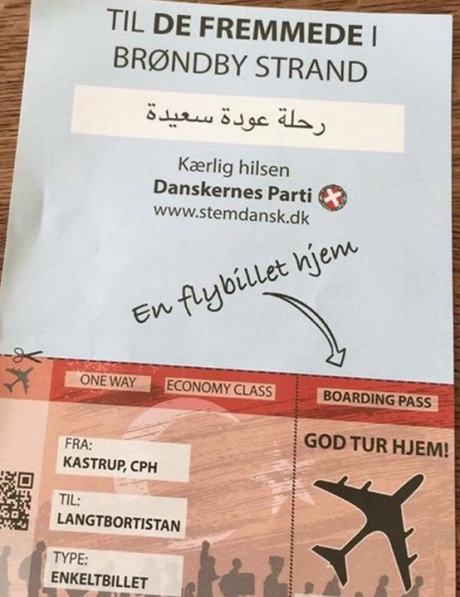 TIL DE FREMMEDE I
BRØNDBY STRAND
رحلة عودة سعيدة
Kærlig hilsen
Danskernes Parti
www.stemdansk.dk
En flybillet hjem
ONE WAY
ECONOMY CLASS
BOARDING PASS
FRA:
KASTRUP, CPH
GOD TUR HJEM!
TIL:
LANGTBORTISTAN
TYPE:
ENKELTBILLET